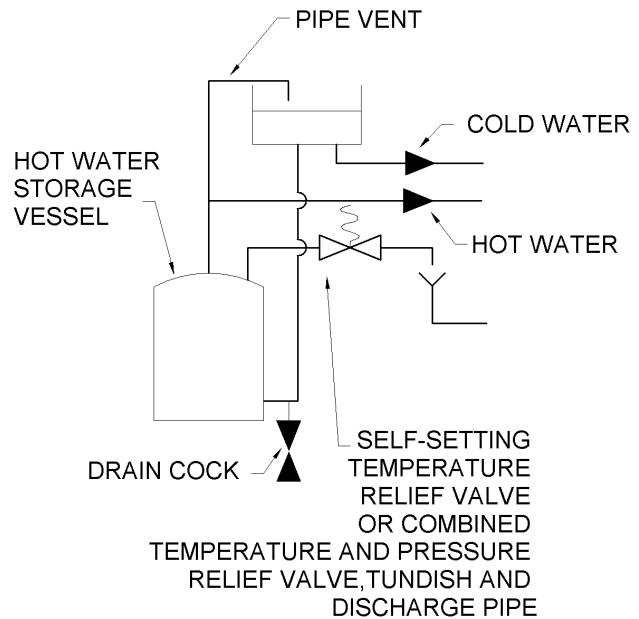 PIPE VENT
COLD WATER
HOT WATER
STORAGE
VESSEL
HOT WATER
DRAIN COCK
SELF-SETTING
TEMPERATURE
RELIEF VALVE
OR COMBINED
TEMPERATURE AND PRESSURE
RELIEF VALVE,TUNDISH AND
DISCHARGE PIPE